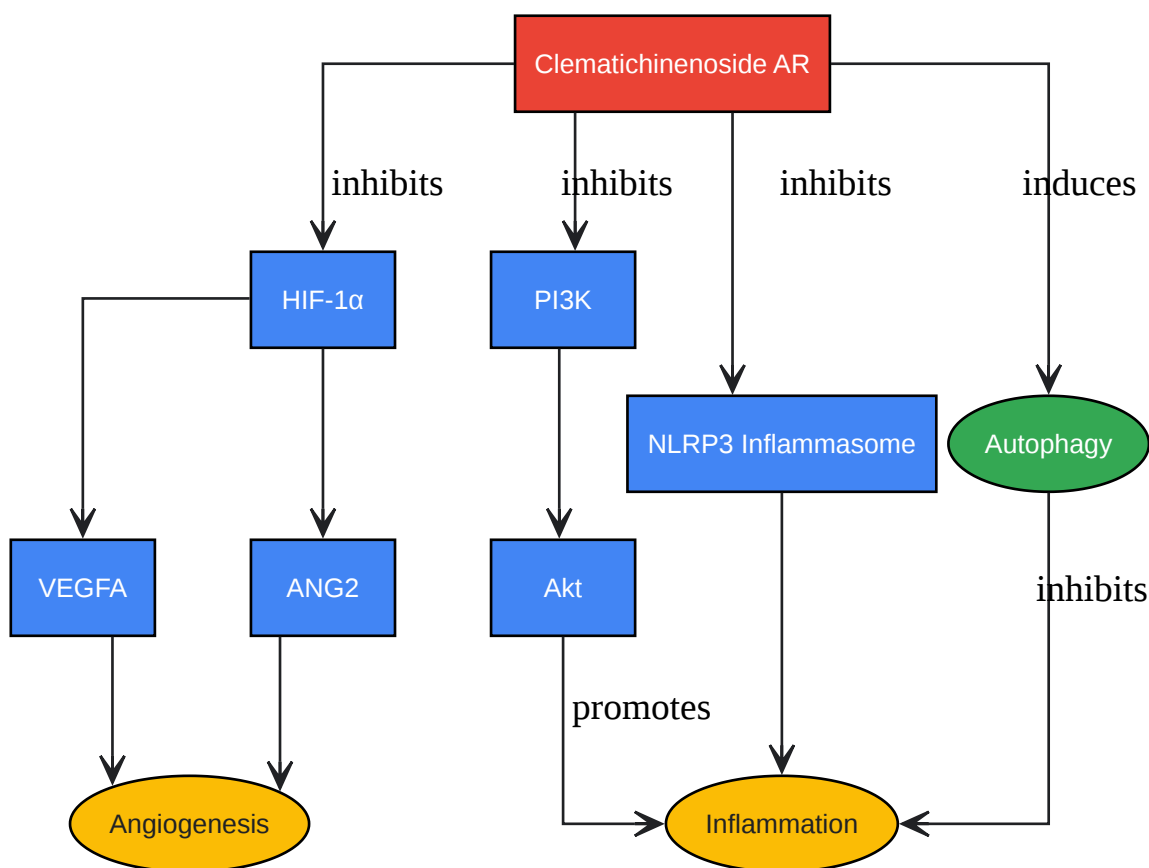 Clematichinenoside AR
inhibits
inhibits
inhibits
induces
HIF-1α
PI3K
NLRP3 Inflammasome
Autophagy
VEGFA
ANG2
Akt
inhibits
promotes
Angiogenesis
Inflammation